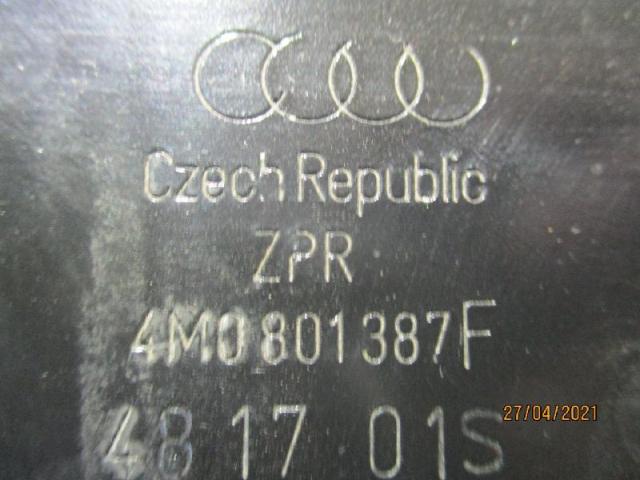 Czech Republic
ZPR
4M0 801 387 F
48 17 01S
27/04/2021